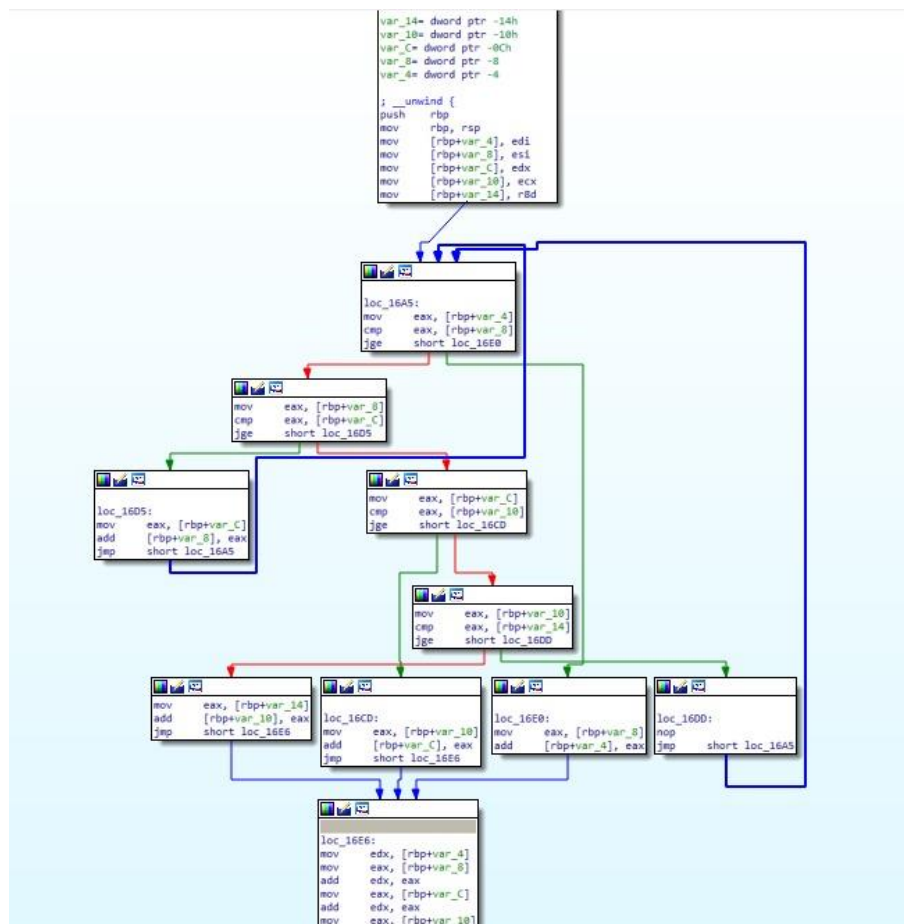 var_14= dword ptr -14h
var_10= dword ptr -10h
var_C= dword ptr -0Ch
var_8= dword ptr -8
var_4= dword ptr -4
; __unwind {
push rbp
mov rbp, rsp
mov [rbp+var_4], edi
mov [rbp+var_8], esi
mov [rbp+var_C], edx
mov [rbp+var_10], ecx
mov [rbp+var_14], r8d
loc_16A5:
mov eax, [rbp+var_4]
cmp eax, [rbp+var_8]
jge short loc_16E0
mov eax, [rbp+var_8]
cmp eax, [rbp+var_C]
jge short loc_16D5
loc_16D5:
mov eax, [rbp+var_C]
add [rbp+var_8], eax
jmp short loc_16A5
mov eax, [rbp+var_C]
cmp eax, [rbp+var_10]
jge short loc_16CD
mov eax, [rbp+var_10]
cmp eax, [rbp+var_14]
jge short loc_16DD
mov eax, [rbp+var_14]
add [rbp+var_10], eax
jmp short loc_16E6
loc_16CD:
mov eax, [rbp+var_10]
add [rbp+var_C], eax
jmp short loc_16E6
loc_16E0:
mov eax, [rbp+var_8]
add [rbp+var_4], eax
loc_16DD:
nop
jmp short loc_16A5
loc_16E6:
mov edx, [rbp+var_4]
mov eax, [rbp+var_8]
add edx, eax
mov eax, [rbp+var_C]
add edx, eax
mov eax, [rbp+var_10]